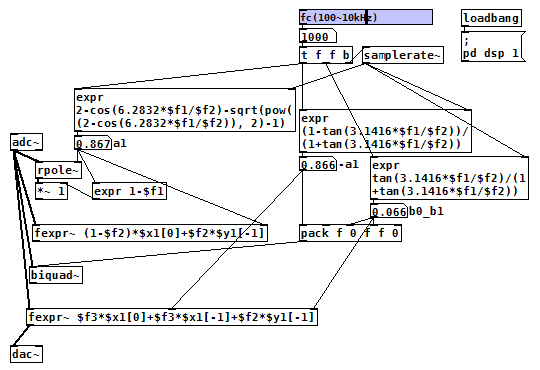 fc(100~10kHz)
loadbang
1000
;
pd dsp 1
t f f b
samplerate~
expr
2-cos(6.2832*$f1/$f2)-sqrt(pow(
(2-cos(6.2832*$f1/$f2)), 2)-1)
expr
(1-tan(3.1416*$f1/$f2))/
(1+tan(3.1416*$f1/$f2))
adc~
0.867 a1
rpole~
0.866 -a1
expr
tan(3.1416*$f1/$f2)/(1
+tan(3.1416*$f1/$f2))
*~ 1
expr 1-$f1
0.066 b0_b1
fexpr~ (1-$f2)*$x1[0]+$f2*$y1[-1]
pack f 0 f f 0
biquad~
fexpr~ $f3*$x1[0]+$f3*$x1[-1]+$f2*$y1[-1]
dac~